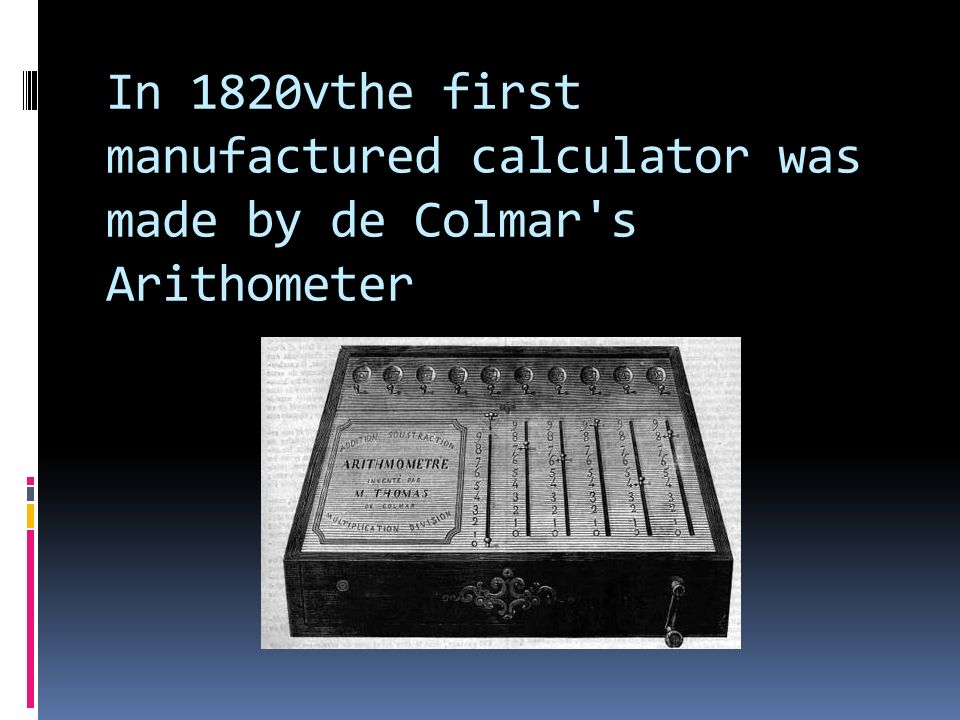 In 1820vthe first
manufactured calculator was
made by de Colmar's
Arithometer
ADDITION SOUSTRACTION
ARITHMOMETRE
INVENTÉ PAR
M. THOMAS
DE COLMAR
MULTIPLICATION DIVISION